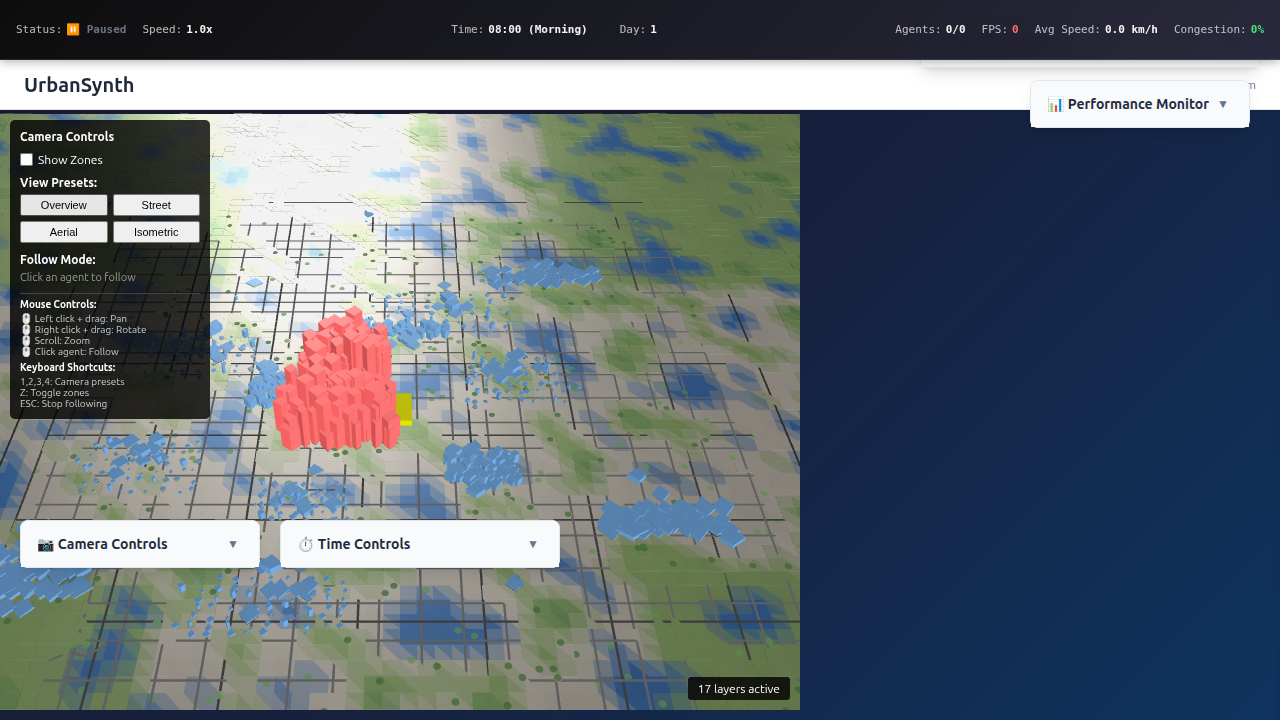 Status: ⏸️ Paused Speed: 1.0x Time: 08:00 (Morning) Day: 1 Agents: 0/0 FPS: 0 Avg Speed: 0.0 km/h Congestion: 0%
UrbanSynth
📊 Performance Monitor ▼
Camera Controls
Show Zones
View Presets:
Overview Street
Aerial Isometric
Follow Mode:
Click an agent to follow
Mouse Controls:
🖱️ Left click + drag: Pan
🖱️ Right click + drag: Rotate
🖱️ Scroll: Zoom
🖱️ Click agent: Follow
Keyboard Shortcuts:
1,2,3,4: Camera presets
Z: Toggle zones
ESC: Stop following
📷 Camera Controls ▼
⏱️ Time Controls ▼
17 layers active